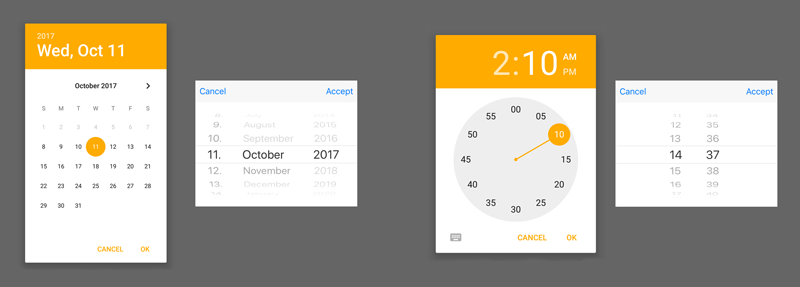 2017
Wed, Oct 11
October 2017
S M T W T F S
1 2 3 4 5 6 7
8 9 10 11 12 13 14
15 16 17 18 19 20 21
22 23 24 25 26 27 28
29 30 31
CANCEL OK
Cancel Accept
9. August 2015
10. September 2016
11. October 2017
12. November 2018
13. December 2019
2:10 AM
PM
00
55 05
50 10
45 15
40 20
35 25
30
CANCEL OK
Cancel Accept
11 34
12 35
13 36
14 37
15 38
16 39